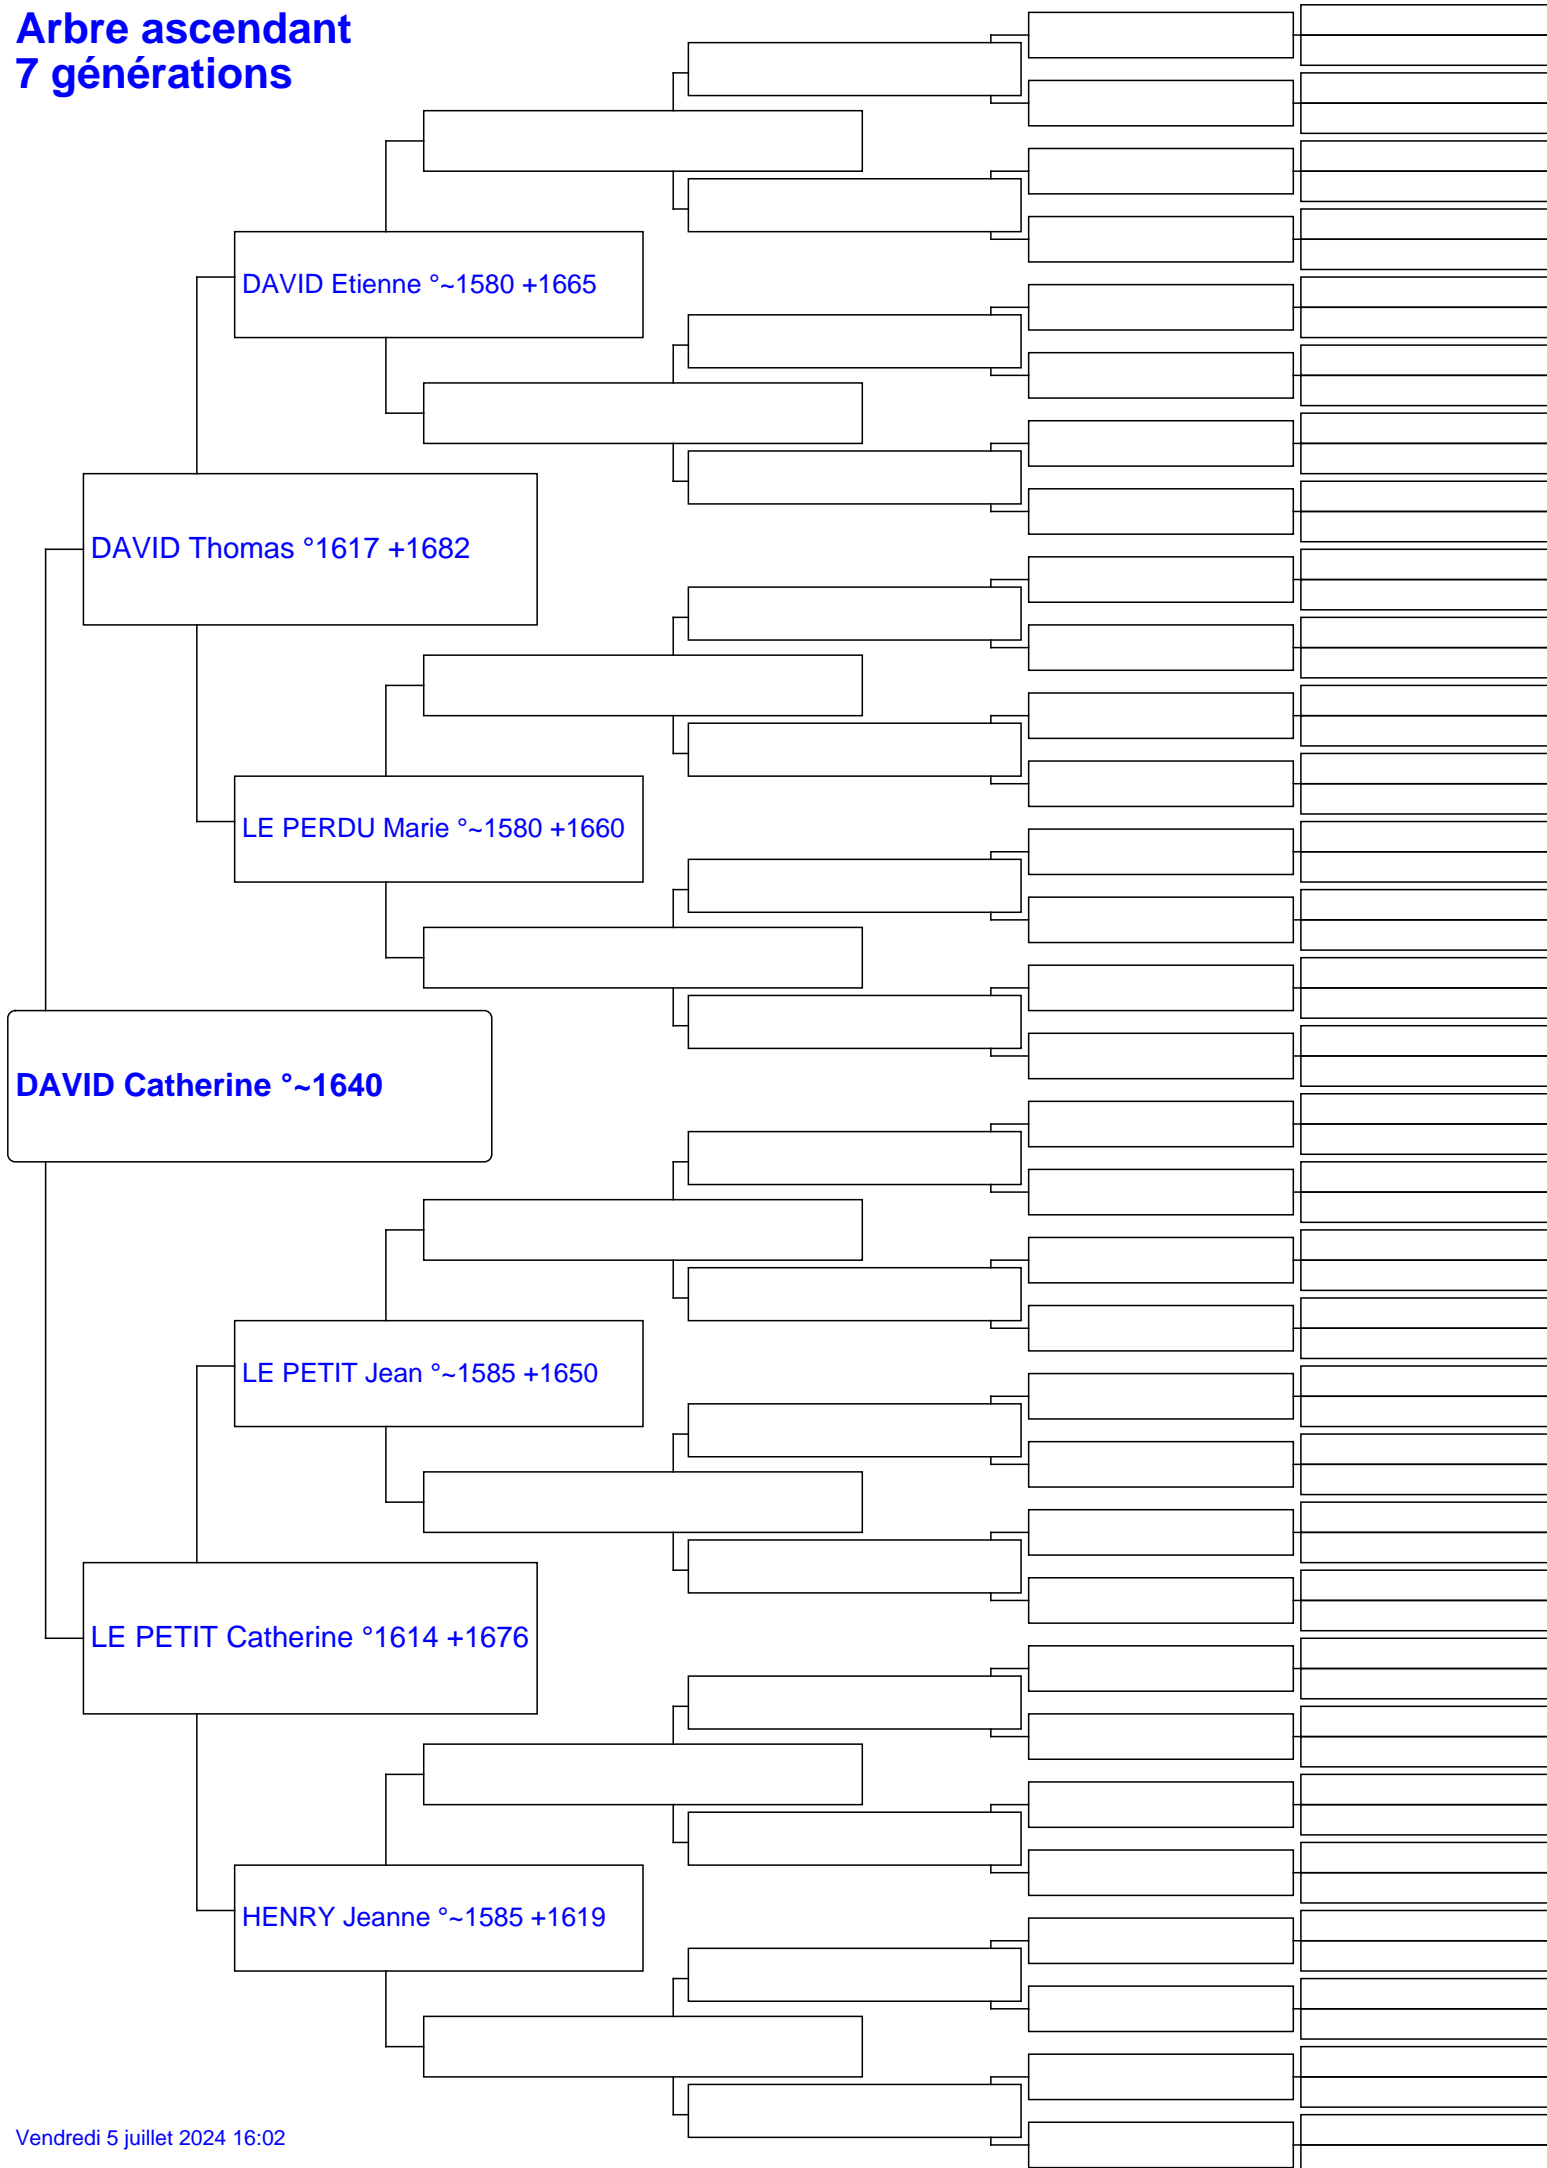 Arbre ascendant
7 générations
DAVID Etienne °~1580 +1665
DAVID Thomas °1617 +1682
LE PERDU Marie °~1580 +1660
DAVID Catherine °~1640
LE PETIT Jean °~1585 +1650
LE PETIT Catherine °1614 +1676
HENRY Jeanne °~1585 +1619
Vendredi 5 juillet 2024 16:02